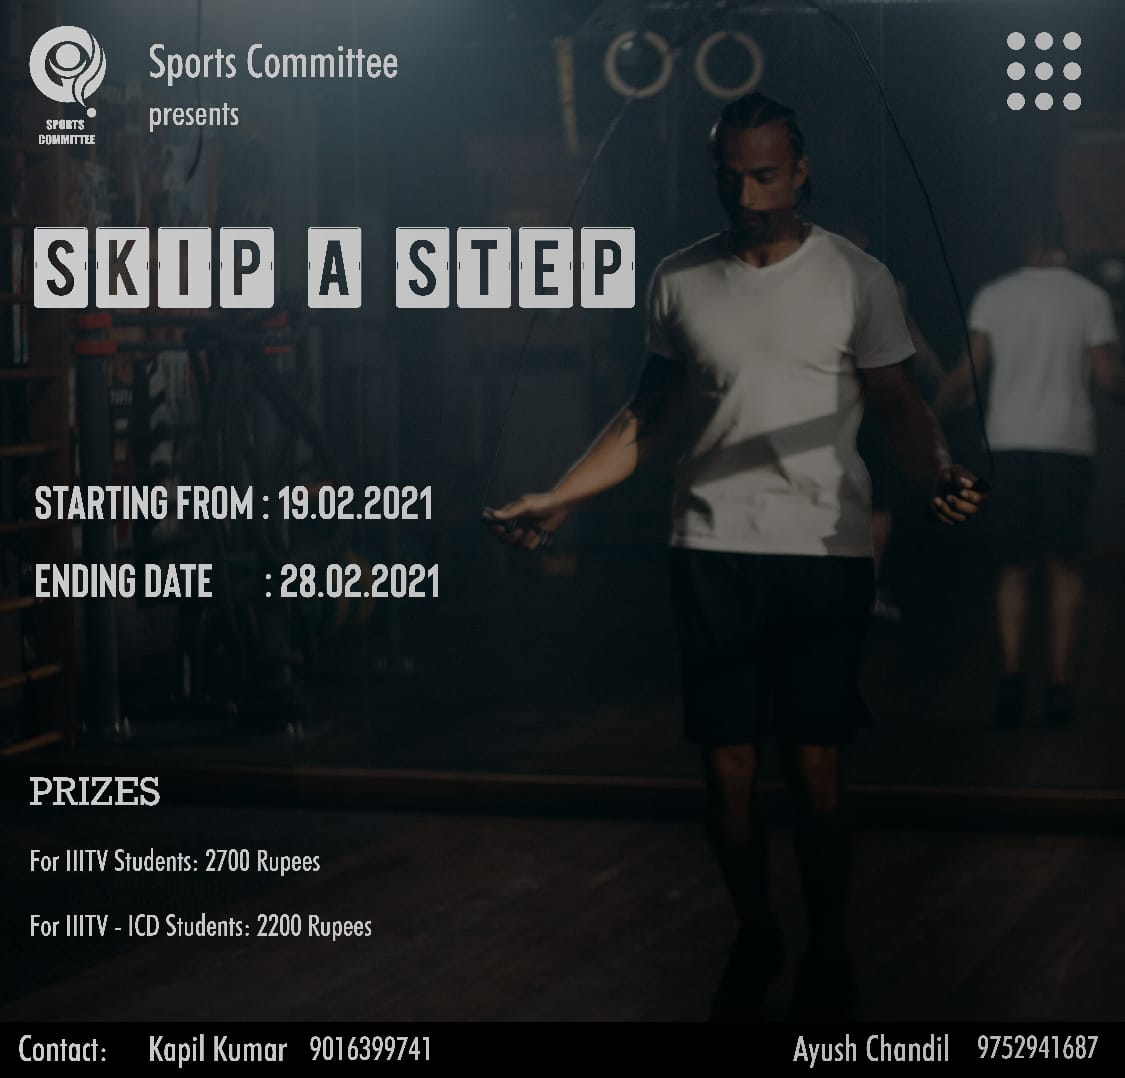 Sports Committee
presents
SPORTS
COMMITTEE
SKIP A STEP
STARTING FROM : 19.02.2021
ENDING DATE : 28.02.2021
PRIZES
For IIITV Students: 2700 Rupees
For IIITV - ICD Students: 2200 Rupees
Contact: Kapil Kumar 9016399741 Ayush Chandil 9752941687